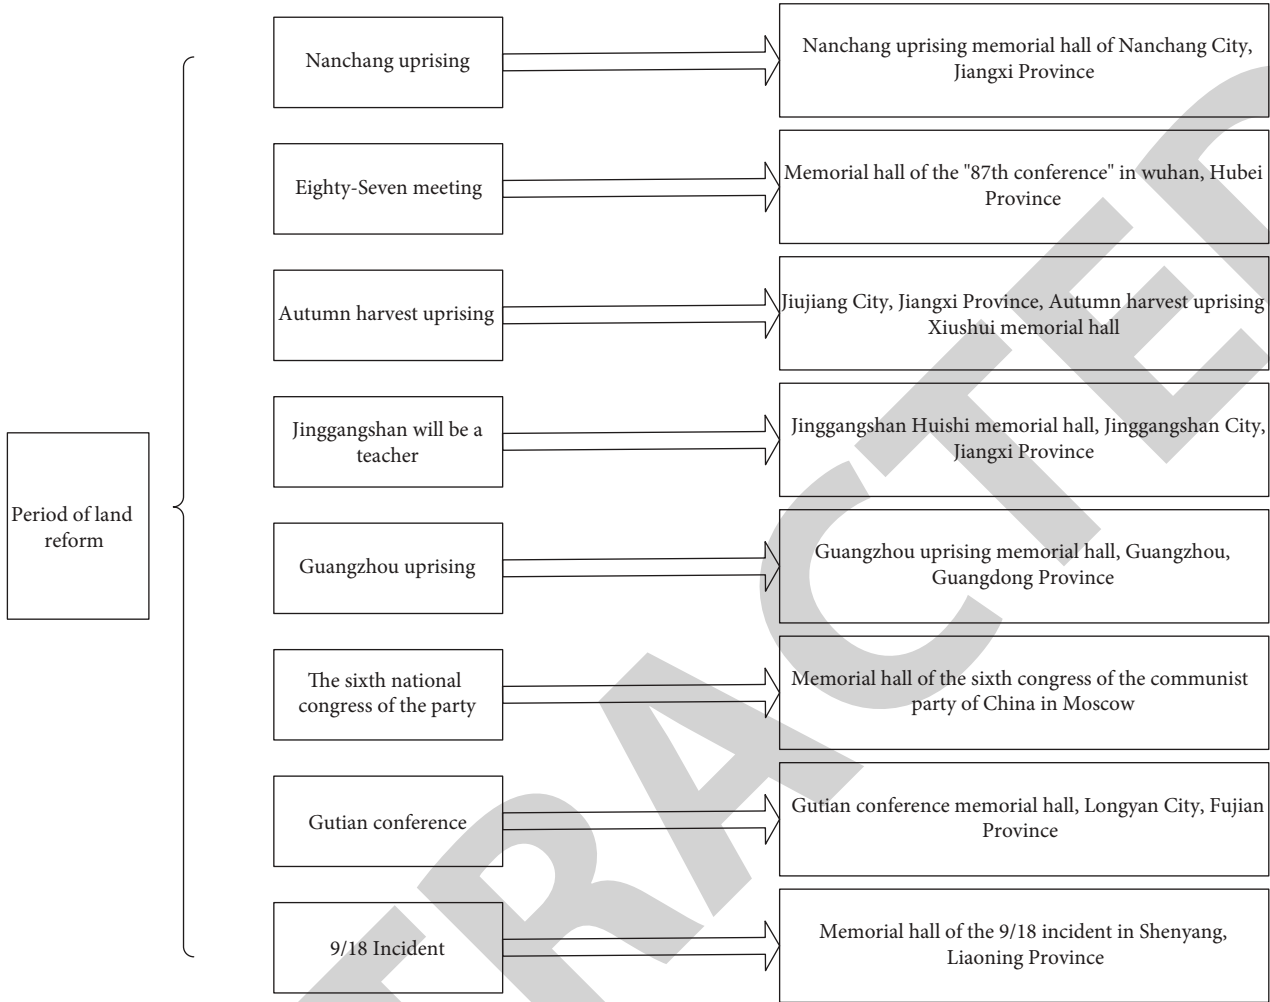 Period of land
reform
Nanchang uprising
Nanchang uprising memorial hall of Nanchang City,
Jiangxi Province
Eighty-Seven meeting
Memorial hall of the "87th conference" in wuhan, Hubei
Province
Autumn harvest uprising
Jiujiang City, Jiangxi Province, Autumn harvest uprising
Xiushui memorial hall
Jinggangshan will be a
teacher
Jinggangshan Huishi memorial hall, Jinggangshan City,
Jiangxi Province
Guangzhou uprising
Guangzhou uprising memorial hall, Guangzhou,
Guangdong Province
The sixth national
congress of the party
Memorial hall of the sixth congress of the communist
party of China in Moscow
Gutian conference
Gutian conference memorial hall, Longyan City, Fujian
Province
9/18 Incident
Memorial hall of the 9/18 incident in Shenyang,
Liaoning Province
TRACTED